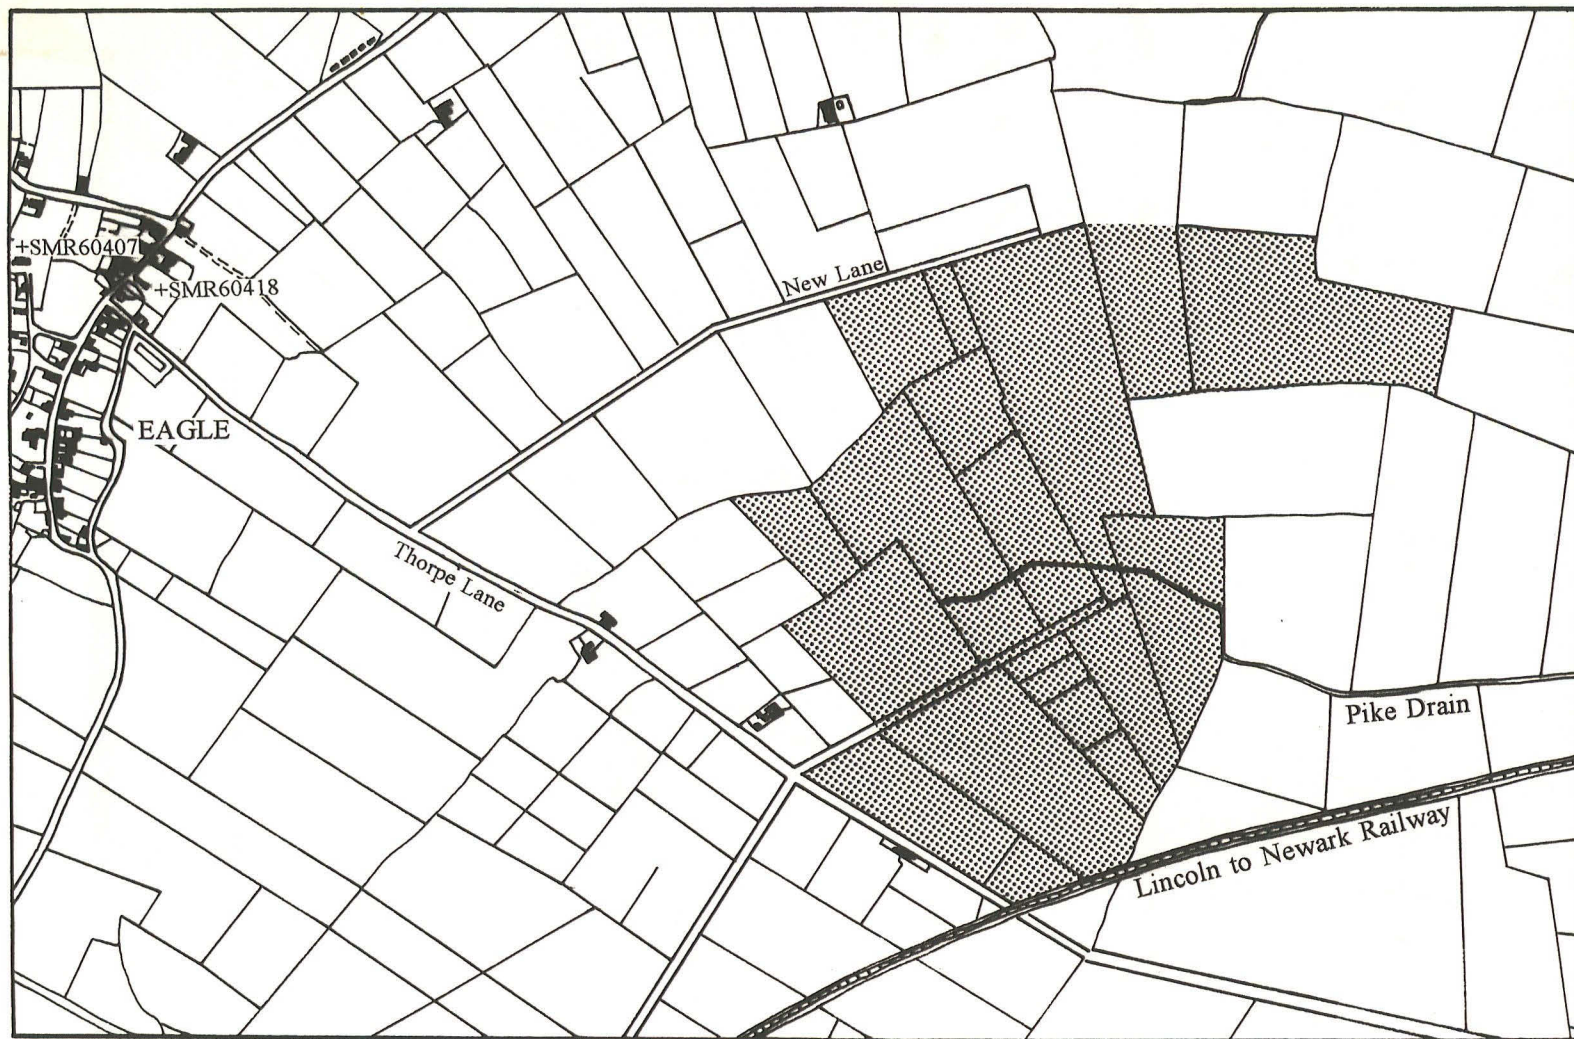 +SMR60407
+SMR60418
New Lane
EAGLE
Thorpe Lane
Pike Drain
Lincoln to Newark Railway